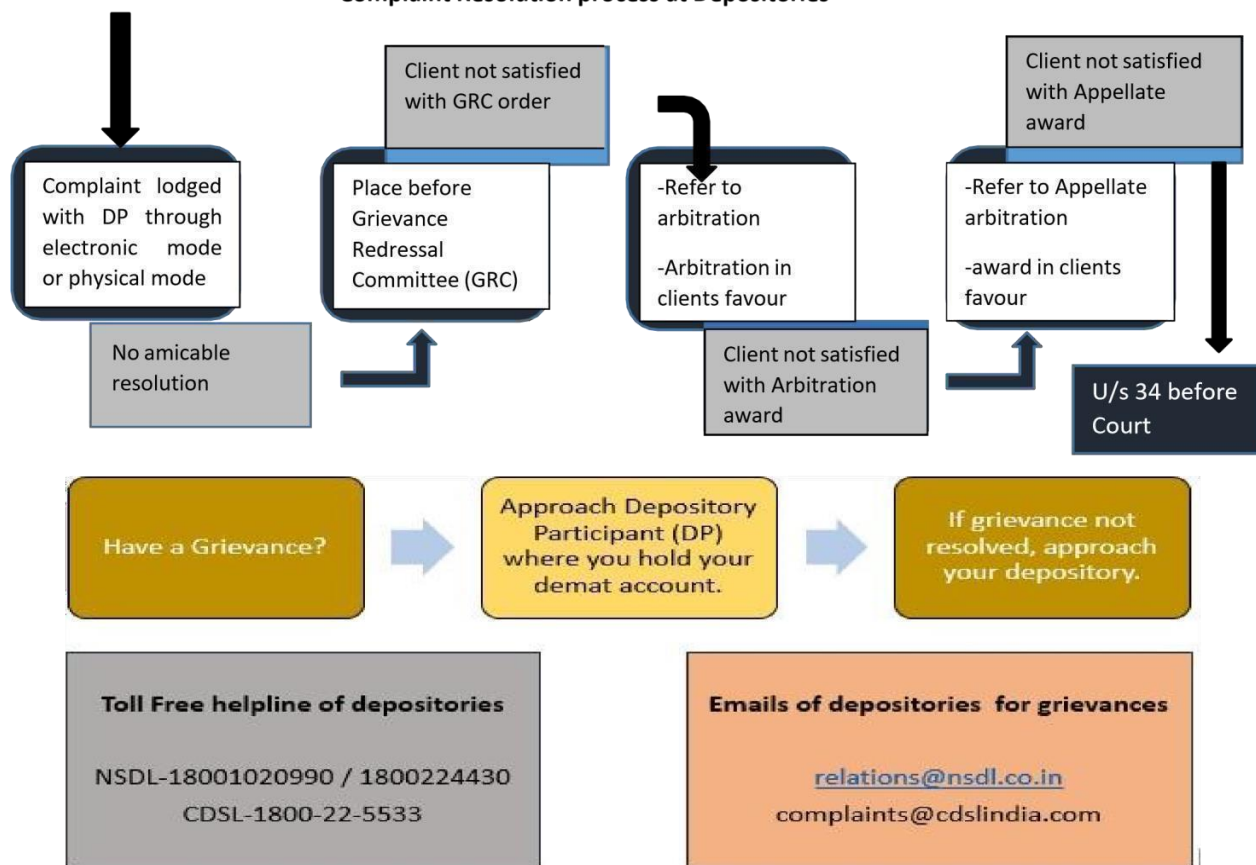 Complaint Resolution process at Depositories
Client not satisfied
with GRC order
Client not satisfied
with Appellate
award
Complaint lodged
with DP through
electronic mode
or physical mode
Place before
Grievance
Redressal
Committee (GRC)
-Refer to
arbitration
-Arbitration in
clients favour
-Refer to Appellate
arbitration
-award in clients
favour
No amicable
resolution
Client not satisfied
with Arbitration
award
U/s 34 before
Court
Have a Grievance?
Approach Depository
Participant (DP)
where you hold your
demat account.
If grievance not
resolved, approach
your depository.
Toll Free helpline of depositories
NSDL-18001020990 / 1800224430
CDSL-1800-22-5533
Emails of depositories for grievances
relations@nsdl.co.in
complaints@cdslindia.com